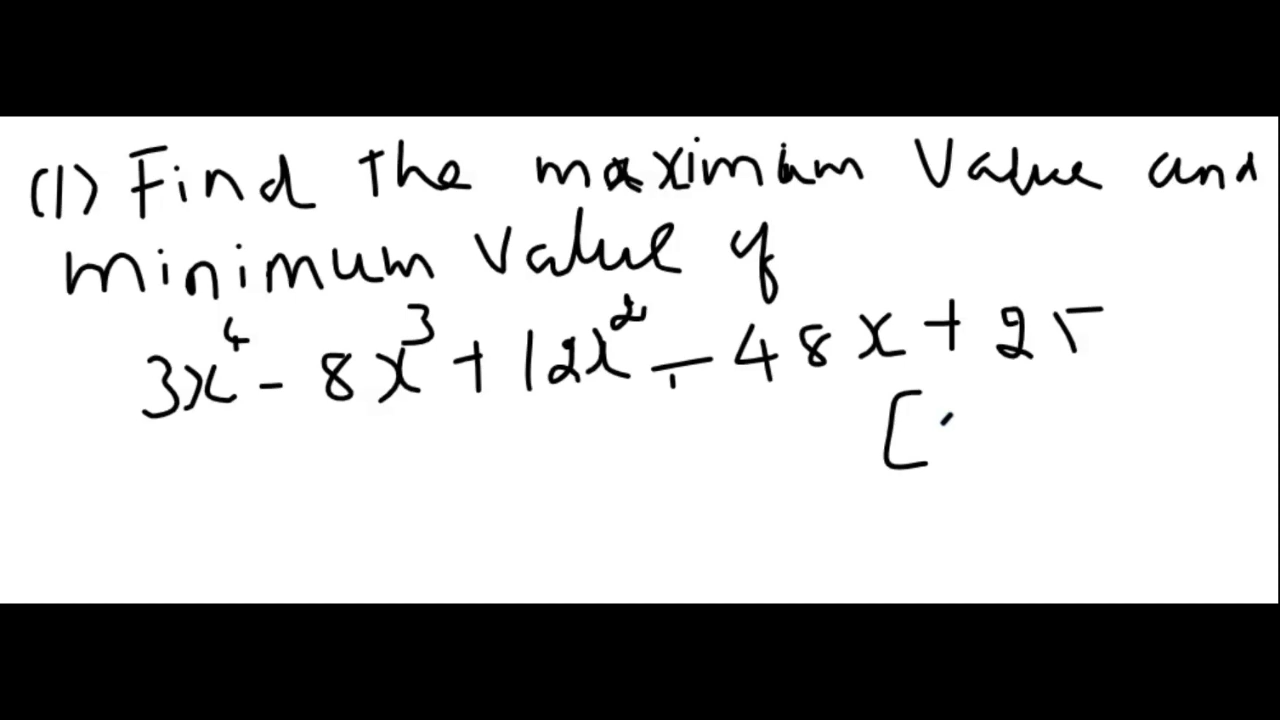 (1) Find the maximum value and
minimum value of
3x⁴ - 8x³ + 12x² - 48x + 25
[